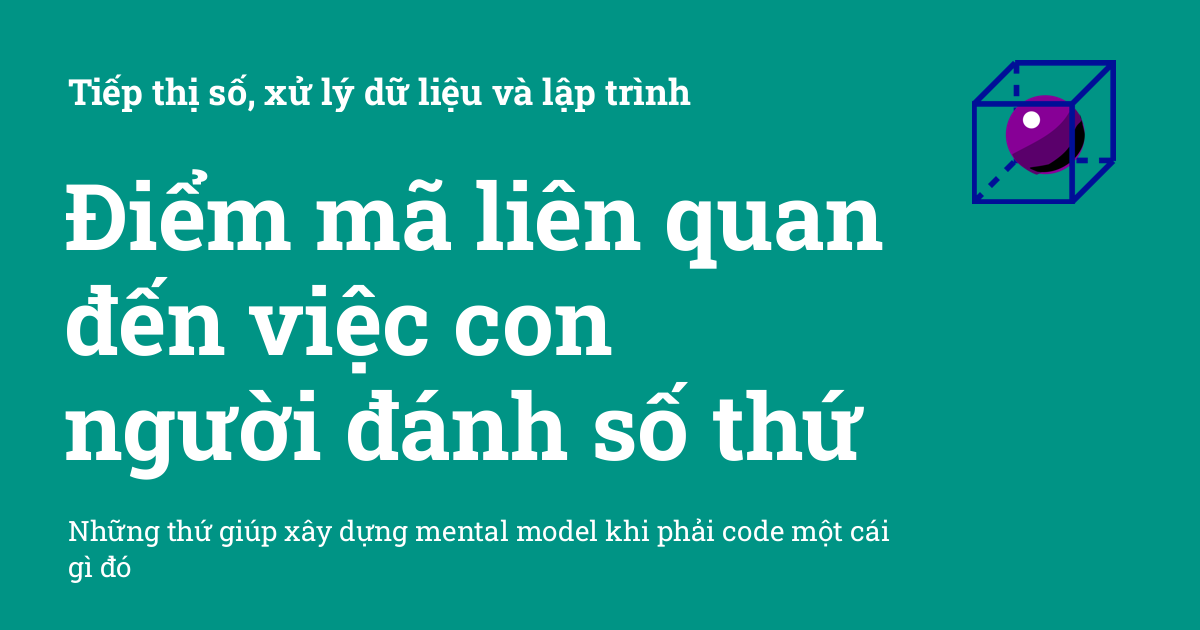 Tiếp thị số, xử lý dữ liệu và lập trình
Điểm mã liên quan
đến việc con
người đánh số thứ
Những thứ giúp xây dựng mental model khi phải code một cái
gì đó